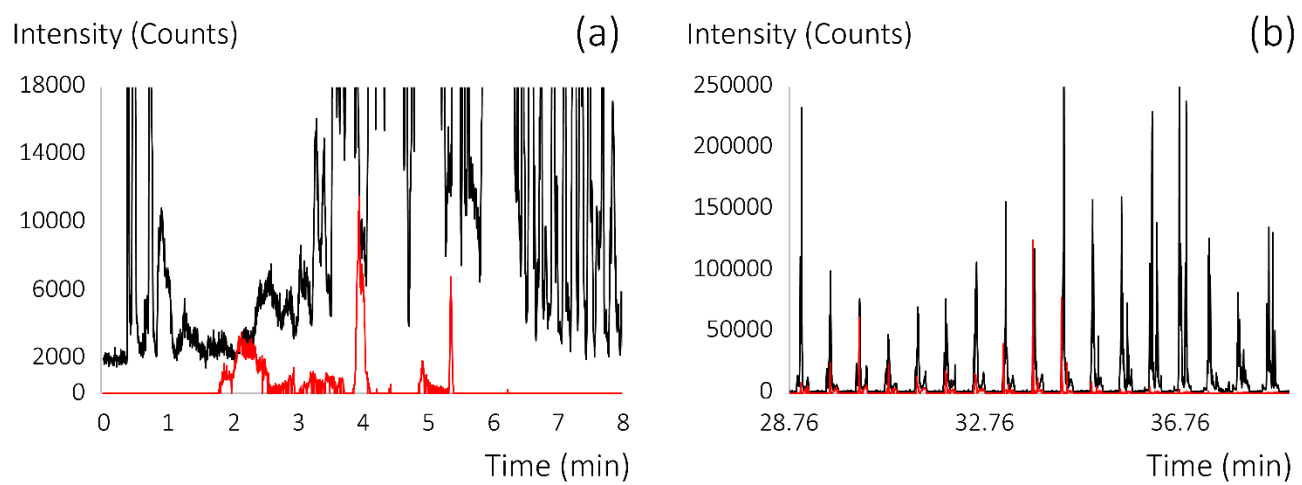 Intensity (Counts) (a)
18000
14000
10000
6000
2000
0
0 1 2 3 4 5 6 7 8
Time (min)
Intensity (Counts) (b)
250000
200000
150000
100000
50000
0
28.76 32.76 36.76
Time (min)